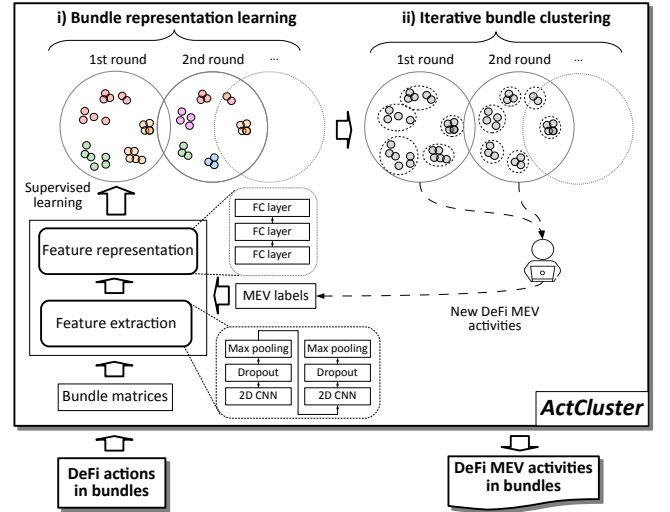 i) Bundle representation learning
ii) Iterative bundle clustering
1st round
2nd round
...
1st round
2nd round
...
Supervised
learning
Feature representation
FC layer
FC layer
FC layer
MEV labels
New DeFi MEV
activities
Feature extraction
Max pooling
Max pooling
Dropout
Dropout
2D CNN
2D CNN
Bundle matrices
ActCluster
DeFi actions
in bundles
DeFi MEV activities
in bundles